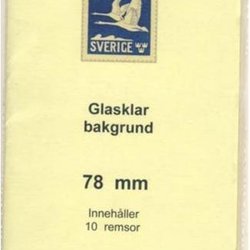 SVERIGE
Glasklar
bakgrund
78 mm
Innehåller
10 remsor